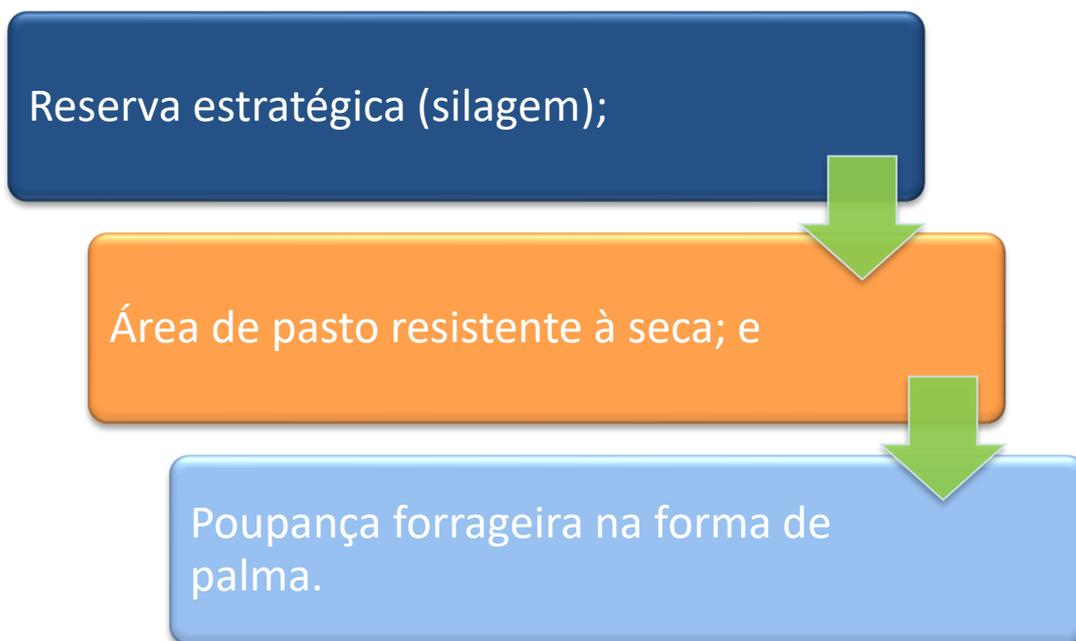 Reserva estratégica (silagem);
Área de pasto resistente à seca; e
Poupança forrageira na forma de
palma.